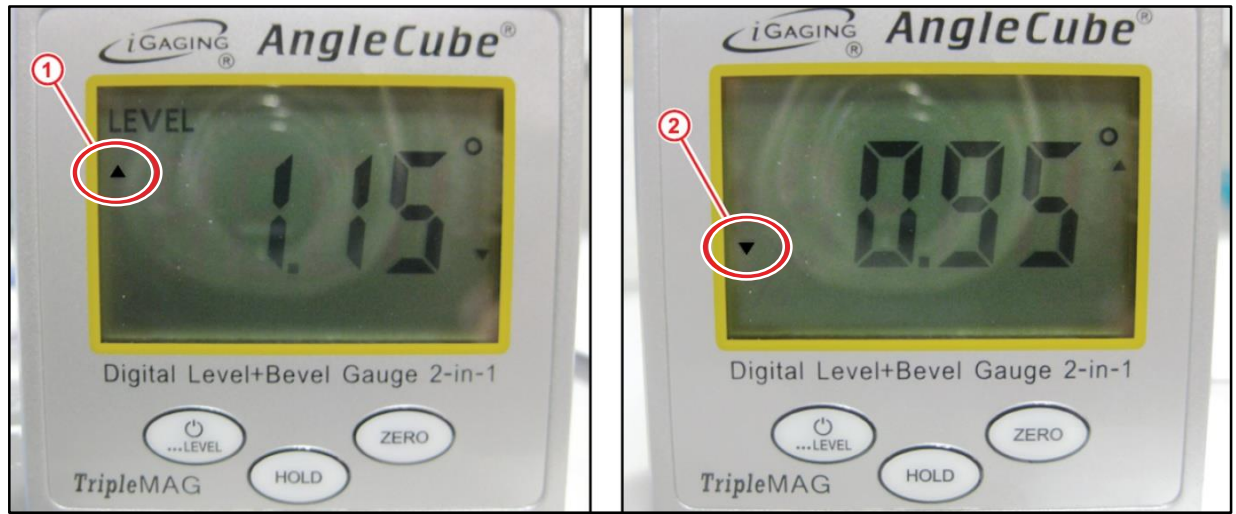 iGAGING® AngleCube®
1
LEVEL
1.15°
Digital Level+Bevel Gauge 2-in-1
...LEVEL
ZERO
HOLD
TripleMAG
iGAGING® AngleCube®
2
0.95°
Digital Level+Bevel Gauge 2-in-1
...LEVEL
ZERO
HOLD
TripleMAG